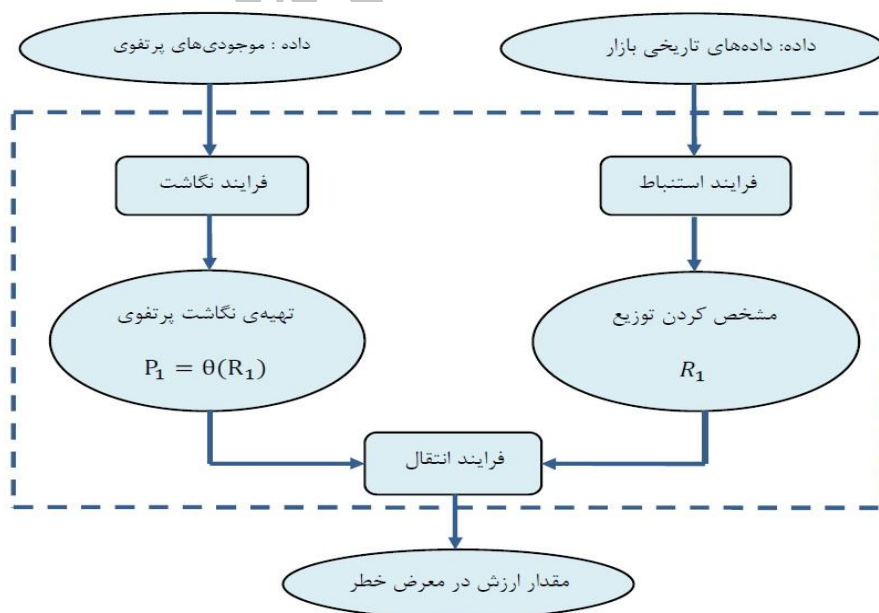 داده: داده‌های تاریخی بازار
داده : موجودی‌های پرتفوی
فرایند استنباط
فرایند نگاشت
مشخص کردن توزیع
R₁
تهیه‌ی نگاشت پرتفوی
P₁ = θ(R₁)
فرایند انتقال
مقدار ارزش در معرض خطر